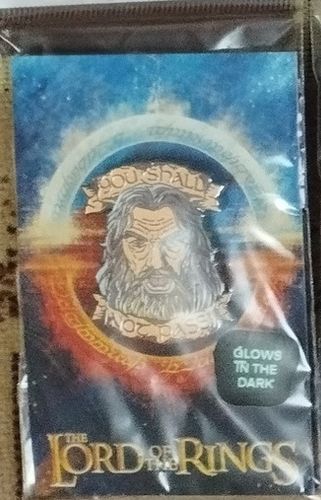 YOU SHALL
NOT PASS
GLOWS
IN THE
DARK
THE
LORD OF THE RINGS